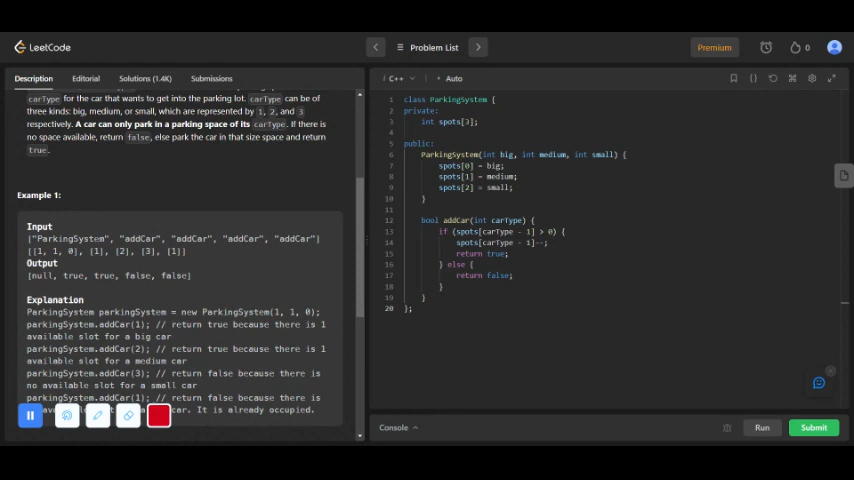 LeetCode
Problem List
Premium
0
Description
Editorial
Solutions (1.4K)
Submissions
carType for the car that wants to get into the parking lot. carType can be of
three kinds: big, medium, or small, which are represented by 1, 2, and 3
respectively. A car can only park in a parking space of its carType. If there is
no space available, return false, else park the car in that size space and return
true.
Example 1:
Input
["ParkingSystem", "addCar", "addCar", "addCar", "addCar"]
[[1, 1, 0], [1], [2], [3], [1]]
Output
[null, true, true, false, false]
Explanation
ParkingSystem parkingSystem = new ParkingSystem(1, 1, 0);
parkingSystem.addCar(1); // return true because there is 1
available slot for a big car
parkingSystem.addCar(2); // return true because there is 1
available slot for a medium car
parkingSystem.addCar(3); // return false because there is
no available slot for a small car
parkingSystem.addCar(1); // return false because there is
car. It is already occupied.
C++
Auto
1 class ParkingSystem {
2 private:
3 int spots[3];
4
5 public:
6 ParkingSystem(int big, int medium, int small) {
7 spots[0] = big;
8 spots[1] = medium;
9 spots[2] = small;
10 }
11
12 bool addCar(int carType) {
13 if (spots[carType - 1] > 0) {
14 spots[carType - 1]--;
15 return true;
16 } else {
17 return false;
18 }
19 }
20 };
Console
Run
Submit